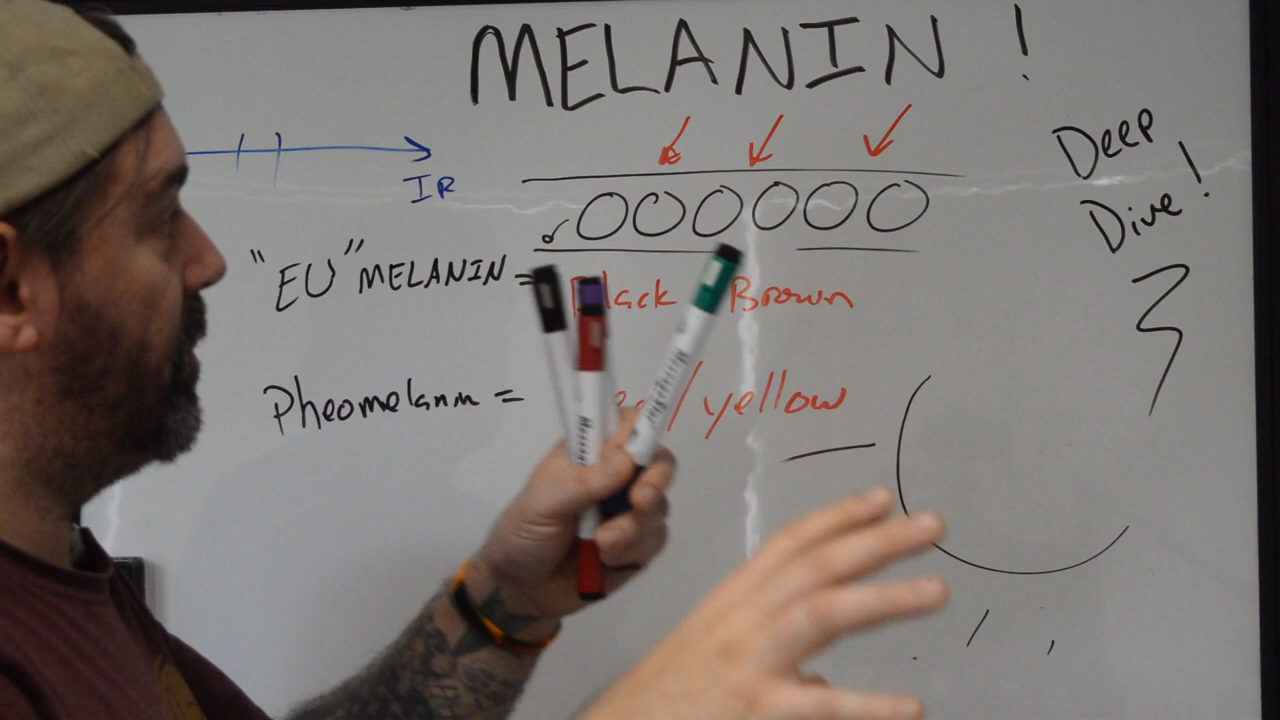 MELANIN !
Deep
Dive!
IR
"EU" MELANIN = Black Brown
Pheomelanin = / yellow